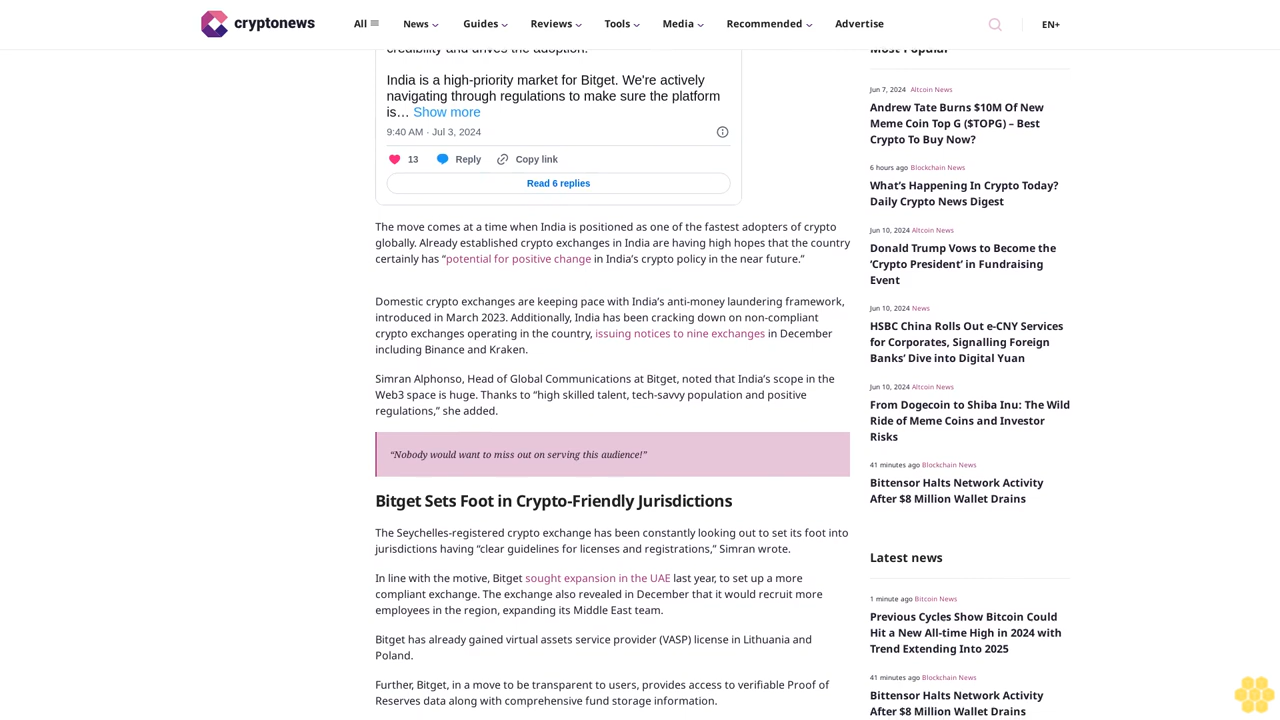 cryptonews
All
News
Guides
Reviews
Tools
Media
Recommended
Advertise
EN+
credibility and drives the adoption.
India is a high-priority market for Bitget. We're actively
navigating through regulations to make sure the platform
is… Show more
9:40 AM · Jul 3, 2024
13 Reply Copy link
Read 6 replies
The move comes at a time when India is positioned as one of the fastest adopters of crypto
globally. Already established crypto exchanges in India are having high hopes that the country
certainly has “potential for positive change in India’s crypto policy in the near future.”
Domestic crypto exchanges are keeping pace with India’s anti-money laundering framework,
introduced in March 2023. Additionally, India has been cracking down on non-compliant
crypto exchanges operating in the country, issuing notices to nine exchanges in December
including Binance and Kraken.
Simran Alphonso, Head of Global Communications at Bitget, noted that India’s scope in the
Web3 space is huge. Thanks to “high skilled talent, tech-savvy population and positive
regulations,” she added.
“Nobody would want to miss out on serving this audience!”
Bitget Sets Foot in Crypto-Friendly Jurisdictions
The Seychelles-registered crypto exchange has been constantly looking out to set its foot into
jurisdictions having “clear guidelines for licenses and registrations,” Simran wrote.
In line with the motive, Bitget sought expansion in the UAE last year, to set up a more
compliant exchange. The exchange also revealed in December that it would recruit more
employees in the region, expanding its Middle East team.
Bitget has already gained virtual assets service provider (VASP) license in Lithuania and
Poland.
Further, Bitget, in a move to be transparent to users, provides access to verifiable Proof of
Reserves data along with comprehensive fund storage information.
Most Popular
Jun 7, 2024 Altcoin News
Andrew Tate Burns $10M Of New
Meme Coin Top G ($TOPG) – Best
Crypto To Buy Now?
6 hours ago Blockchain News
What’s Happening In Crypto Today?
Daily Crypto News Digest
Jun 10, 2024 Altcoin News
Donald Trump Vows to Become the
‘Crypto President’ in Fundraising
Event
Jun 10, 2024 News
HSBC China Rolls Out e-CNY Services
for Corporates, Signalling Foreign
Banks’ Dive into Digital Yuan
Jun 10, 2024 Altcoin News
From Dogecoin to Shiba Inu: The Wild
Ride of Meme Coins and Investor
Risks
41 minutes ago Blockchain News
Bittensor Halts Network Activity
After $8 Million Wallet Drains
Latest news
1 minute ago Bitcoin News
Previous Cycles Show Bitcoin Could
Hit a New All-time High in 2024 with
Trend Extending Into 2025
41 minutes ago Blockchain News
Bittensor Halts Network Activity
After $8 Million Wallet Drains